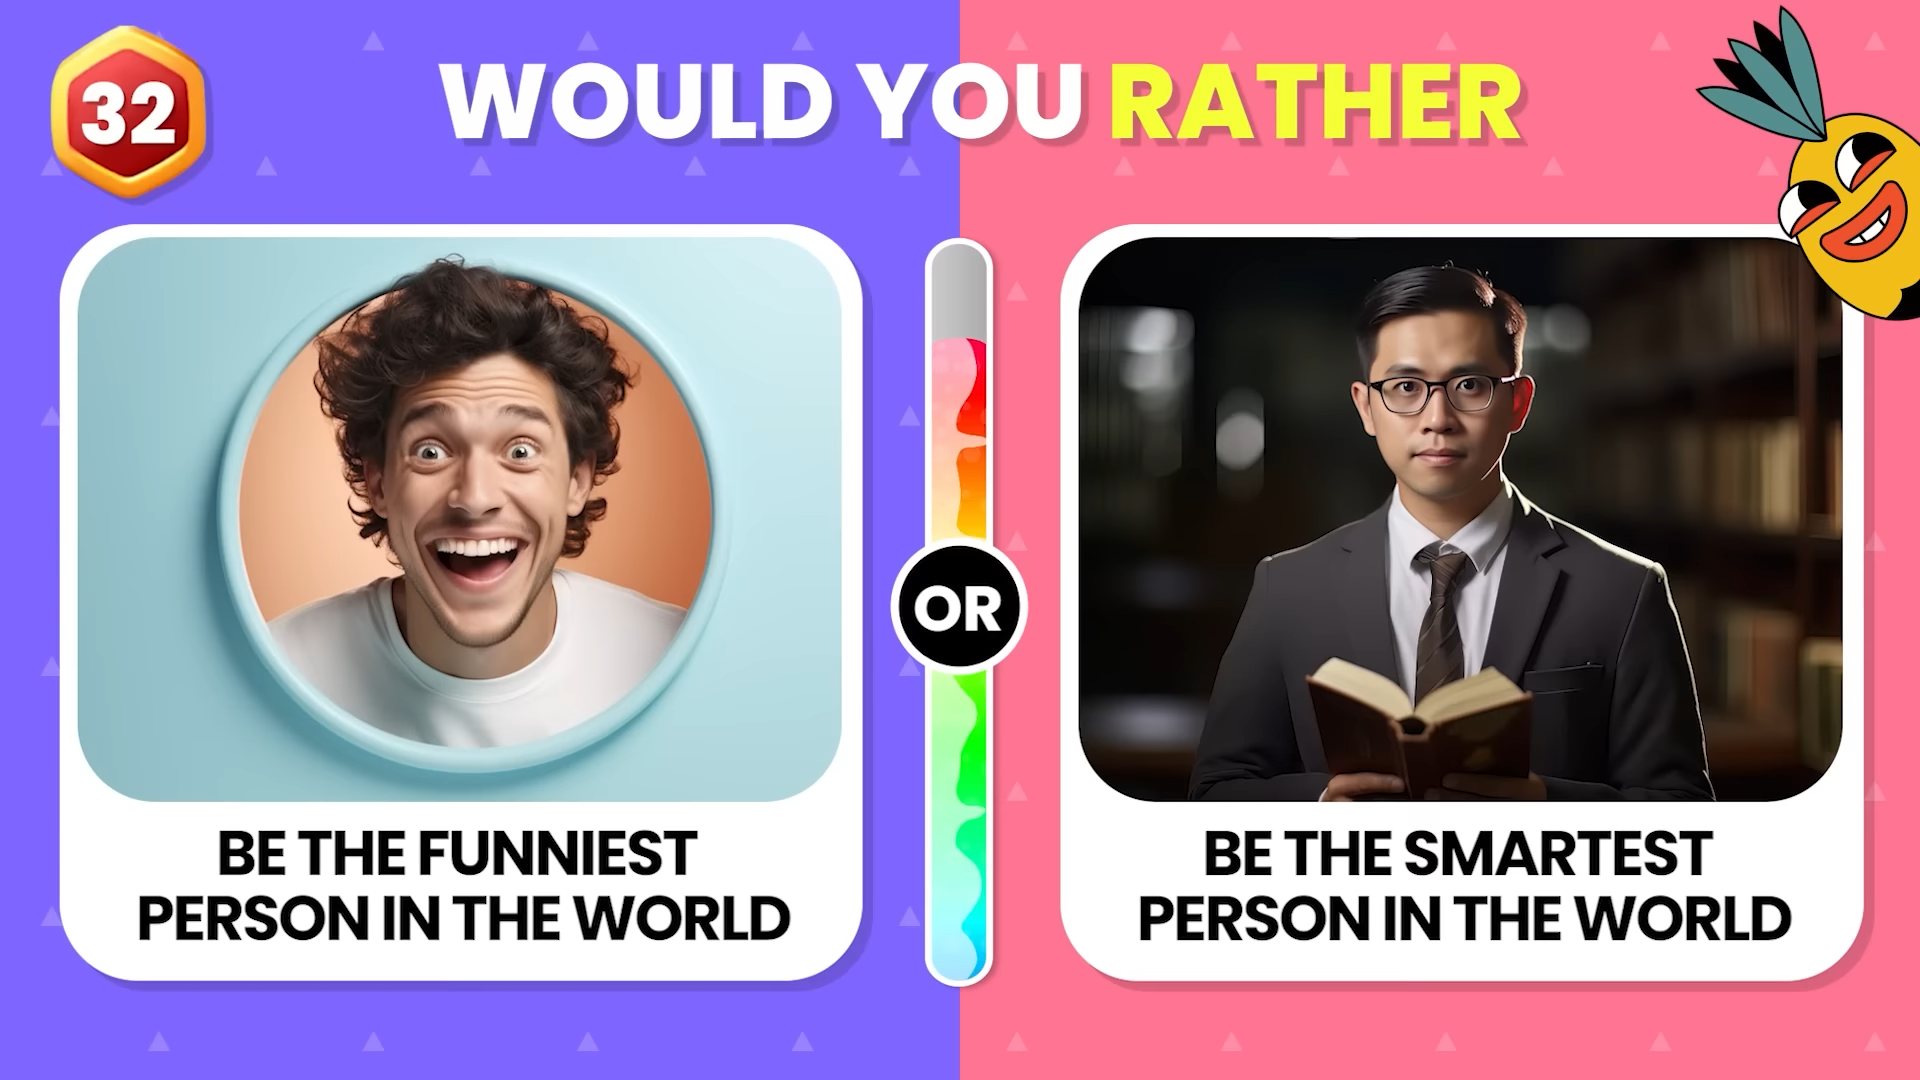 32
WOULD YOU RATHER
BE THE FUNNIEST
PERSON IN THE WORLD
OR
BE THE SMARTEST
PERSON IN THE WORLD